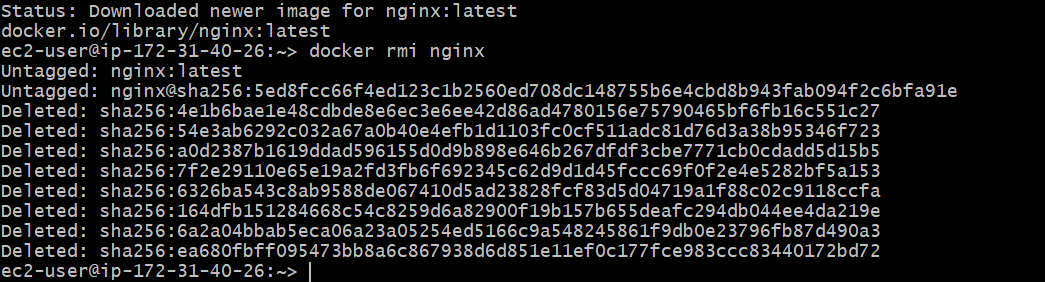 Status: Downloaded newer image for nginx:latest
docker.io/library/nginx:latest
ec2-user@ip-172-31-40-26:~> docker rmi nginx
Untagged: nginx:latest
Untagged: nginx@sha256:5ed8fcc66f4ed123c1b2560ed708dc148755b6e4cbd8b943fab094f2c6bfa91e
Deleted: sha256:4e1b6bae1e48cdbde8e6ec3e6ee42d86ad4780156e75790465bf6fb16c551c27
Deleted: sha256:54e3ab6292c032a67a0b40e4efb1d1103fc0cf511adc81d76d3a38b95346f723
Deleted: sha256:a0d2387b1619ddad596155d0d9b898e646b267dfdf3cbe7771cb0cdadd5d15b5
Deleted: sha256:7f2e29110e65e19a2fd3fb6f692345c62d9d1d45fccc69f0f2e4e5282bf5a153
Deleted: sha256:6326ba543c8ab9588de067410d5ad23828fcf83d5d04719a1f88c02c9118ccfa
Deleted: sha256:164dfb151284668c54c8259d6a82900f19b157b655deafc294db044ee4da219e
Deleted: sha256:6a2a04bbab5eca06a23a05254ed5166c9a548245861f9db0e23796fb87d490a3
Deleted: sha256:ea680fbff095473bb8a6c867938d6d851e11ef0c177fce983ccc83440172bd72
ec2-user@ip-172-31-40-26:~>